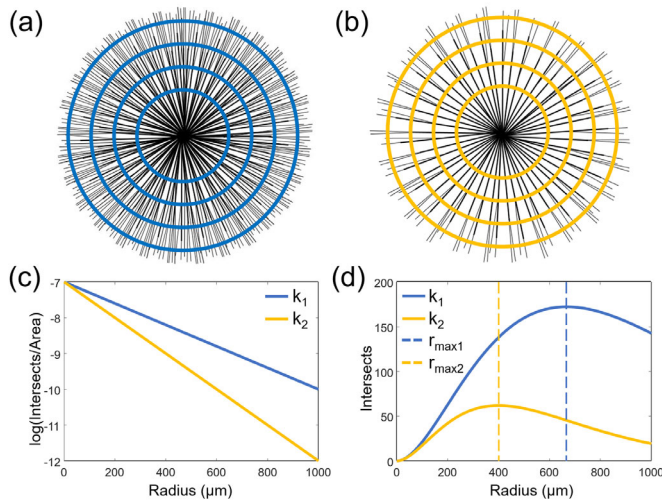 (a)
(b)
(c)
-7
-8
-9
-10
-11
-12
log(Intersects/Area)
0 200 400 600 800 1000
Radius (µm)
k₁
k₂
(d)
200
150
100
50
0
Intersects
0 200 400 600 800 1000
Radius (µm)
k₁
k₂
rₘₐₓ₁
rₘₐₓ₂